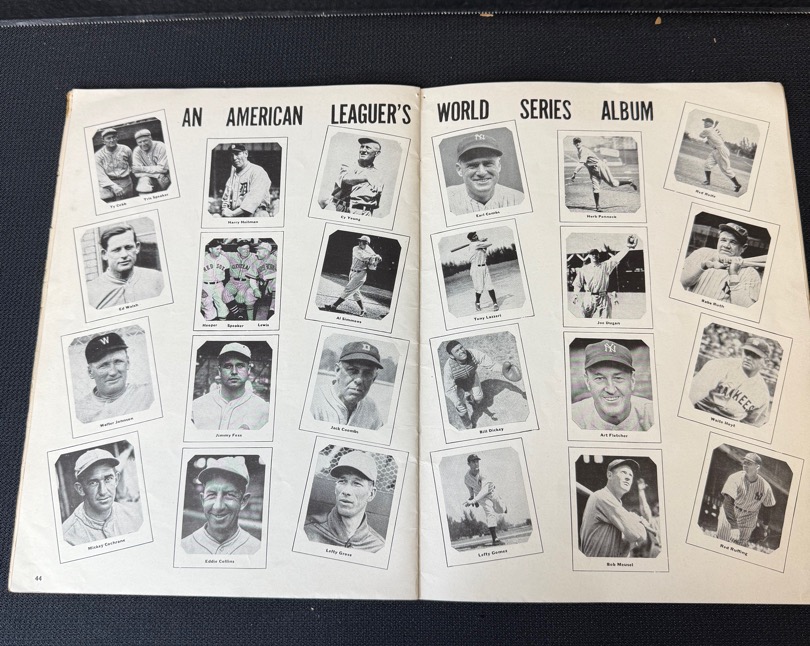 AN AMERICAN LEAGUER'S WORLD SERIES ALBUM
Ty Cobb Tris Speaker
Harry Heilman
Cy Young
Earl Combs
Herb Pennock
Ed Walsh
Hooper Speaker Lewis
Al Simmons
Tony Lazzeri
Joe Dugan
Babe Ruth
Walter Johnson
Jimmy Foxx
Jack Coombs
Bill Dickey
Art Fletcher
Waite Hoyt
Mickey Cochrane
Eddie Collins
Lefty Grove
Lefty Gomez
Bob Meusel
Red Ruffing
44